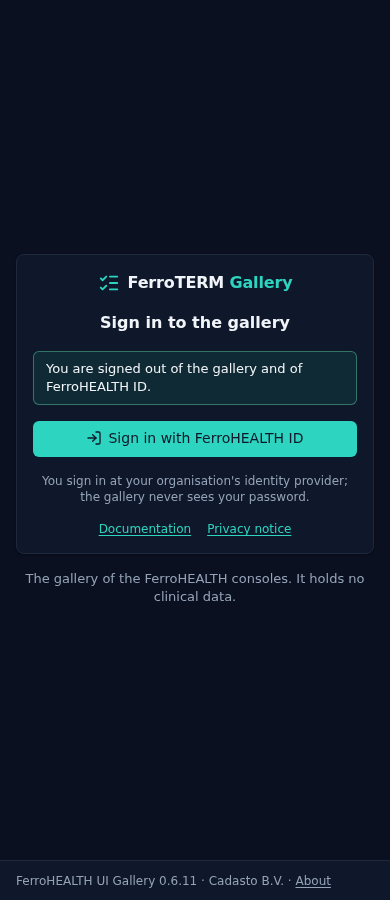 FerroTERM Gallery
Sign in to the gallery
You are signed out of the gallery and of
FerroHEALTH ID.
Sign in with FerroHEALTH ID
You sign in at your organisation's identity provider;
the gallery never sees your password.
Documentation Privacy notice
The gallery of the FerroHEALTH consoles. It holds no
clinical data.
FerroHEALTH UI Gallery 0.6.11 · Cadasto B.V. · About